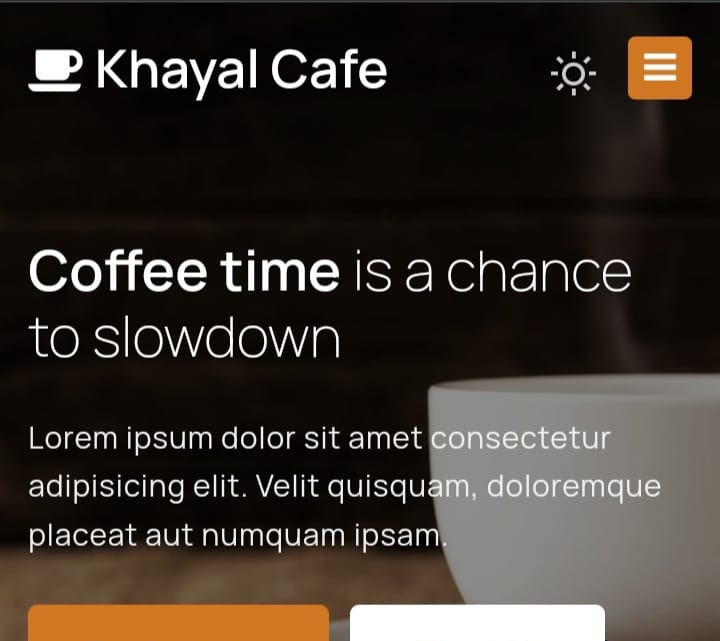 Khayal Cafe
Coffee time is a chance
to slowdown
Lorem ipsum dolor sit amet consectetur
adipisicing elit. Velit quisquam, doloremque
placeat aut numquam ipsam.